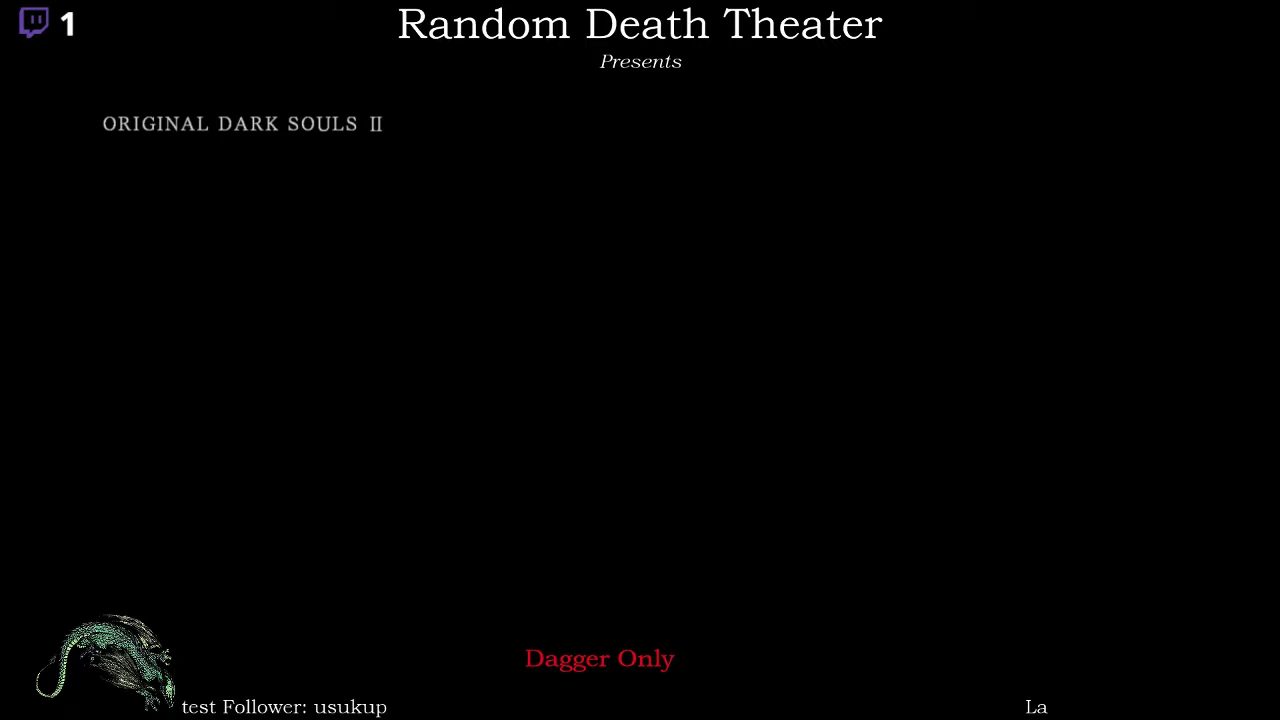 1
Random Death Theater
Presents
ORIGINAL DARK SOULS II
Dagger Only
test Follower: usukup
La